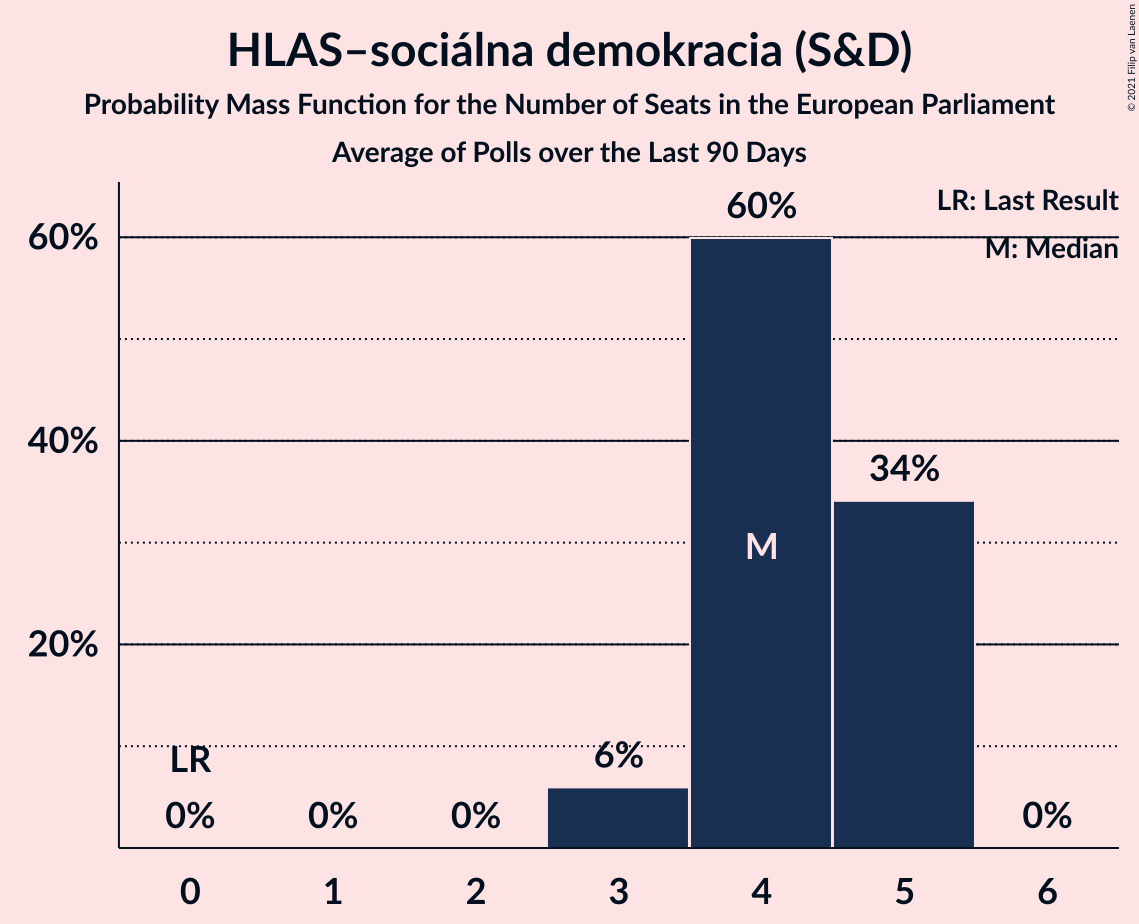 HLAS–sociálna demokracia (S&D)
Probability Mass Function for the Number of Seats in the European Parliament
Average of Polls over the Last 90 Days
© 2021 Filip van Laenen
LR: Last Result
M: Median
60%
40%
20%
60%
34%
M
LR
6%
0%
0%
0%
0%
0
1
2
3
4
5
6